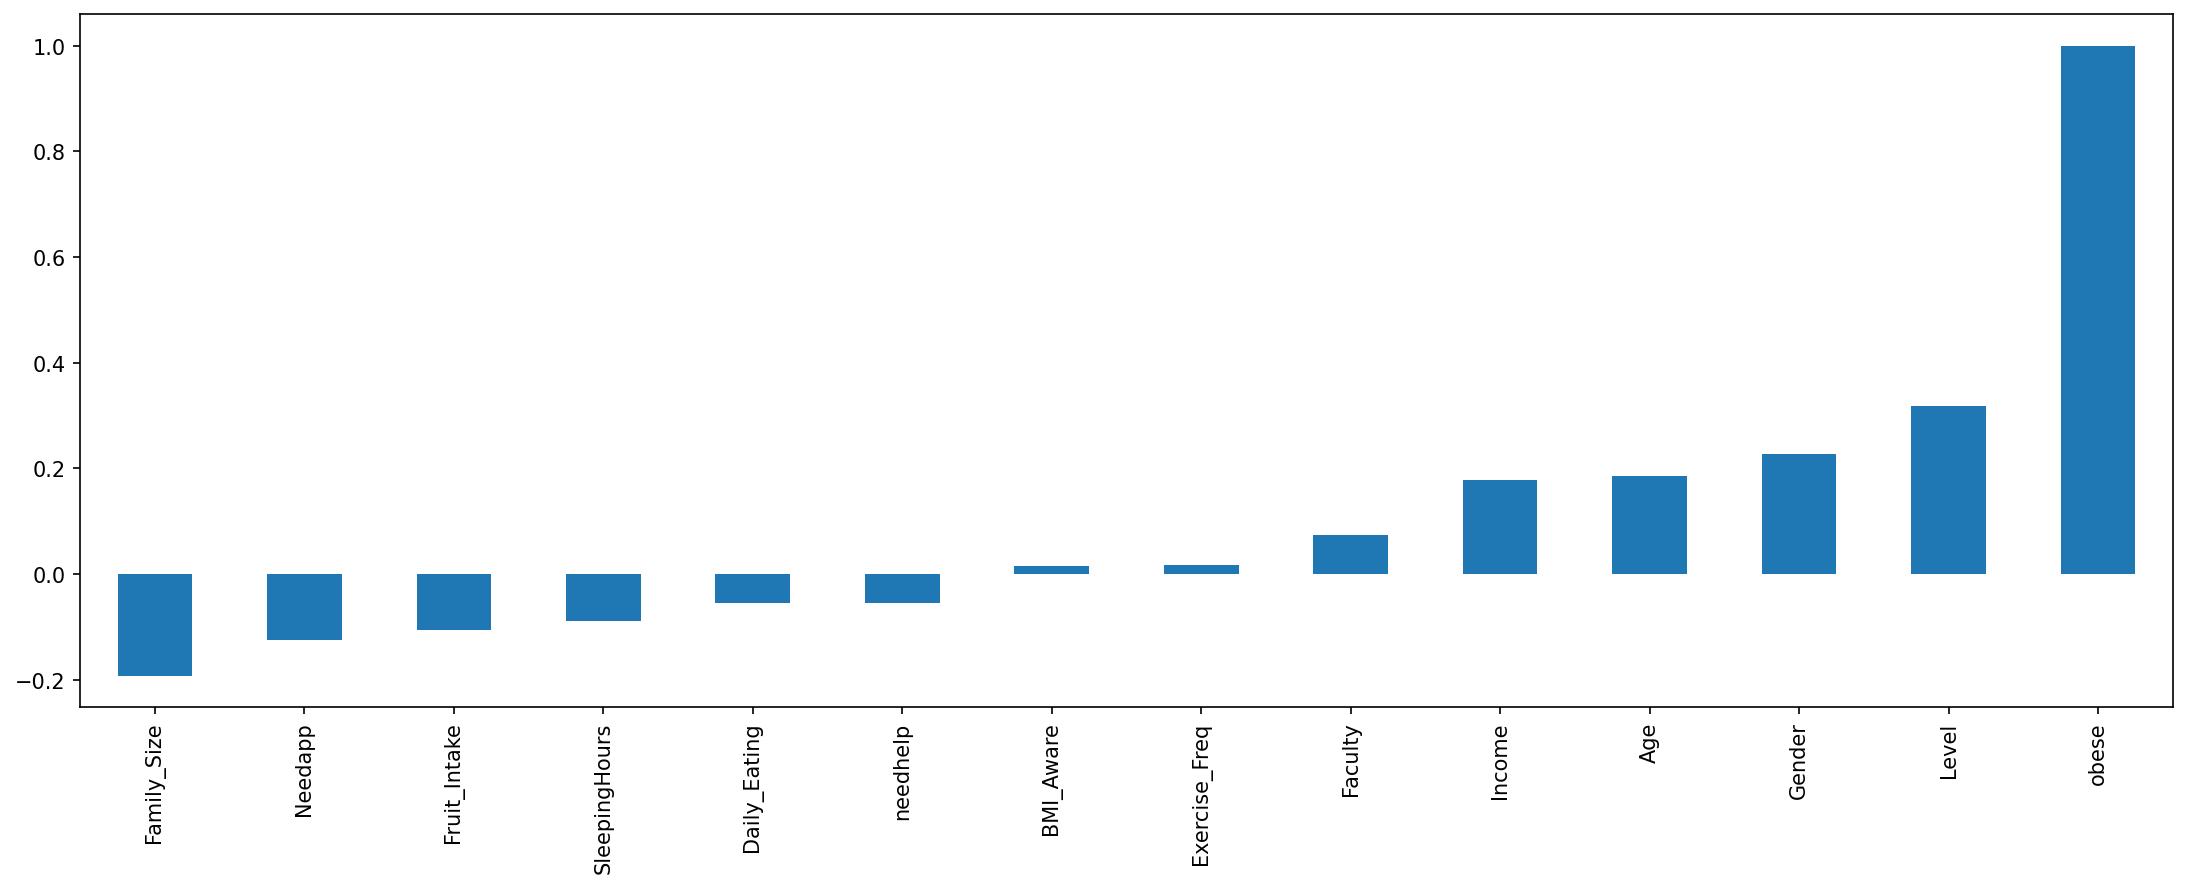 1.0
0.8
0.6
0.4
0.2
0.0
−0.2
Family_Size
Needapp
Fruit_Intake
SleepingHours
Daily_Eating
needhelp
BMI_Aware
Exercise_Freq
Faculty
Income
Age
Gender
Level
obese